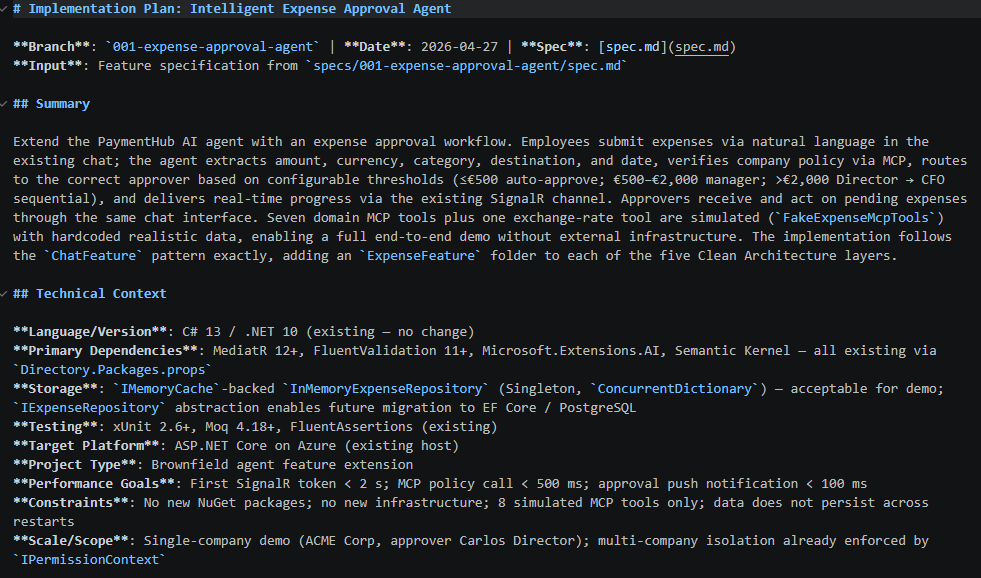 # Implementation Plan: Intelligent Expense Approval Agent
**Branch**: `001-expense-approval-agent` | **Date**: 2026-04-27 | **Spec**: [spec.md](spec.md)
**Input**: Feature specification from `specs/001-expense-approval-agent/spec.md`
## Summary
Extend the PaymentHub AI agent with an expense approval workflow. Employees submit expenses via natural language in the
existing chat; the agent extracts amount, currency, category, destination, and date, verifies company policy via MCP, routes
to the correct approver based on configurable thresholds (≤€500 auto-approve; €500–€2,000 manager; >€2,000 Director → CFO
sequential), and delivers real-time progress via the existing SignalR channel. Approvers receive and act on pending expenses
through the same chat interface. Seven domain MCP tools plus one exchange-rate tool are simulated (`FakeExpenseMcpTools`)
with hardcoded realistic data, enabling a full end-to-end demo without external infrastructure. The implementation follows
the `ChatFeature` pattern exactly, adding an `ExpenseFeature` folder to each of the five Clean Architecture layers.
## Technical Context
**Language/Version**: C# 13 / .NET 10 (existing — no change)
**Primary Dependencies**: MediatR 12+, FluentValidation 11+, Microsoft.Extensions.AI, Semantic Kernel — all existing via
`Directory.Packages.props`
**Storage**: `IMemoryCache`-backed `InMemoryExpenseRepository` (Singleton, `ConcurrentDictionary`) — acceptable for demo;
`IExpenseRepository` abstraction enables future migration to EF Core / PostgreSQL
**Testing**: xUnit 2.6+, Moq 4.18+, FluentAssertions (existing)
**Target Platform**: ASP.NET Core on Azure (existing host)
**Project Type**: Brownfield agent feature extension
**Performance Goals**: First SignalR token < 2 s; MCP policy call < 500 ms; approval push notification < 100 ms
**Constraints**: No new NuGet packages; no new infrastructure; 8 simulated MCP tools only; data does not persist across
restarts
**Scale/Scope**: Single-company demo (ACME Corp, approver Carlos Director); multi-company isolation already enforced by
`IPermissionContext`